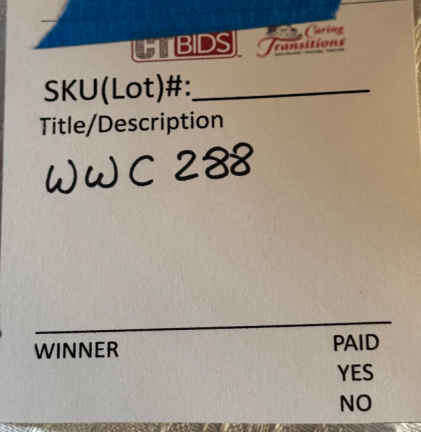 CTBIDS Caring
Transitions
SKU(Lot)#:
Title/Description
WWC 288
WINNER PAID
YES
NO